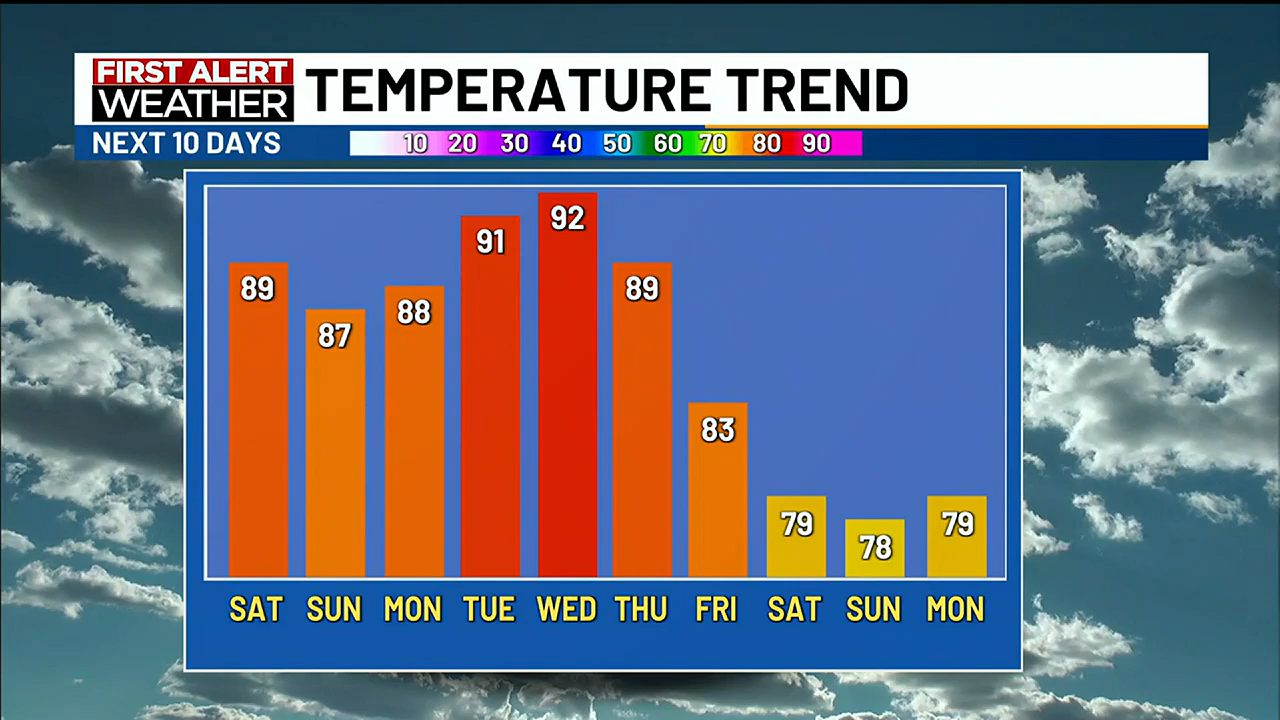 FIRST ALERT
WEATHER
TEMPERATURE TREND
NEXT 10 DAYS
10 20 30 40 50 60 70 80 90
89 87 88 91 92 89 83 79 78 79
SAT SUN MON TUE WED THU FRI SAT SUN MON